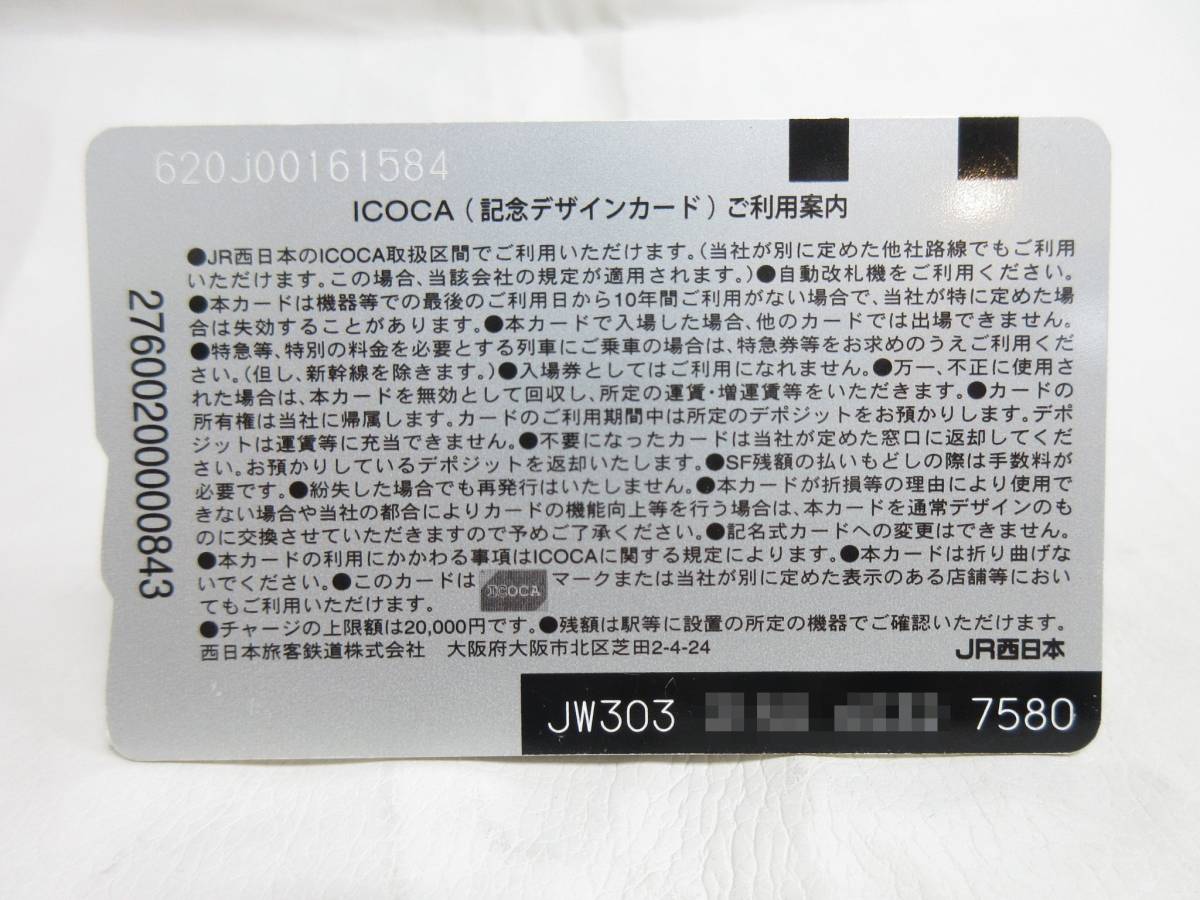 620J00161584
ICOCA（記念デザインカード）ご利用案内
●JR西日本のICOCA取扱区間でご利用いただけます。（当社が別に定めた他社路線でもご利用
いただけます。この場合、当該会社の規定が適用されます。）●自動改札機をご利用ください。
●本カードは機器等での最後のご利用日から10年間ご利用がない場合で、当社が特に定めた場
合は失効することがあります。●本カードで入場した場合、他のカードでは出場できません。
●特急等、特別の料金を必要とする列車にご乗車の場合は、特急券等をお求めのうえご利用くだ
さい。（但し、新幹線を除きます。）●入場券としてはご利用になれません。●万一、不正に使用さ
れた場合は、本カードを無効として回収し、所定の運賃・増運賃等をいただきます。●カードの
所有権は当社に帰属します。カードのご利用期間中は所定のデポジットをお預かりします。デポ
ジットは運賃等に充当できません。●不要になったカードは当社が定めた窓口に返却してくだ
さい。お預かりしているデポジットを返却いたします。●SF残額の払いもどしの際は手数料が
必要です。●紛失した場合でも再発行はいたしません。●本カードが折損等の理由により使用で
きない場合や当社の都合によりカードの機能向上等を行う場合は、本カードを通常デザインのも
のに交換させていただきますので予めご了承ください。●記名式カードへの変更はできません。
●本カードの利用にかかわる事項はICOCAに関する規定によります。●本カードは折り曲げな
いでください。●このカードは ICOCA マークまたは当社が別に定めた表示のある店舗等におい
てもご利用いただけます。
●チャージの上限額は20,000円です。●残額は駅等に設置の所定の機器でご確認いただけます。
西日本旅客鉄道株式会社　大阪府大阪市北区芝田2-4-24
JR西日本
JW303 7580
2760020000843